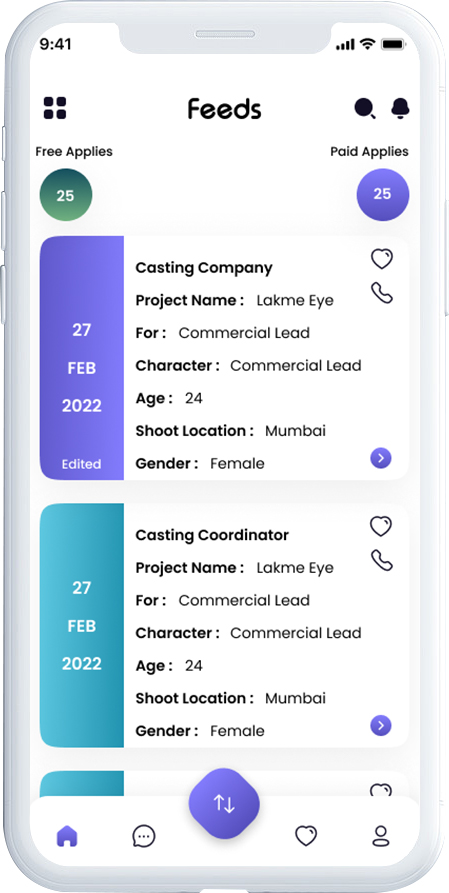 9:41
Feeds
Free Applies
Paid Applies
25
25
27
FEB
2022
Edited
Casting Company
Project Name : Lakme Eye
For : Commercial Lead
Character : Commercial Lead
Age : 24
Shoot Location : Mumbai
Gender : Female
27
FEB
2022
Casting Coordinator
Project Name : Lakme Eye
For : Commercial Lead
Character : Commercial Lead
Age : 24
Shoot Location : Mumbai
Gender : Female